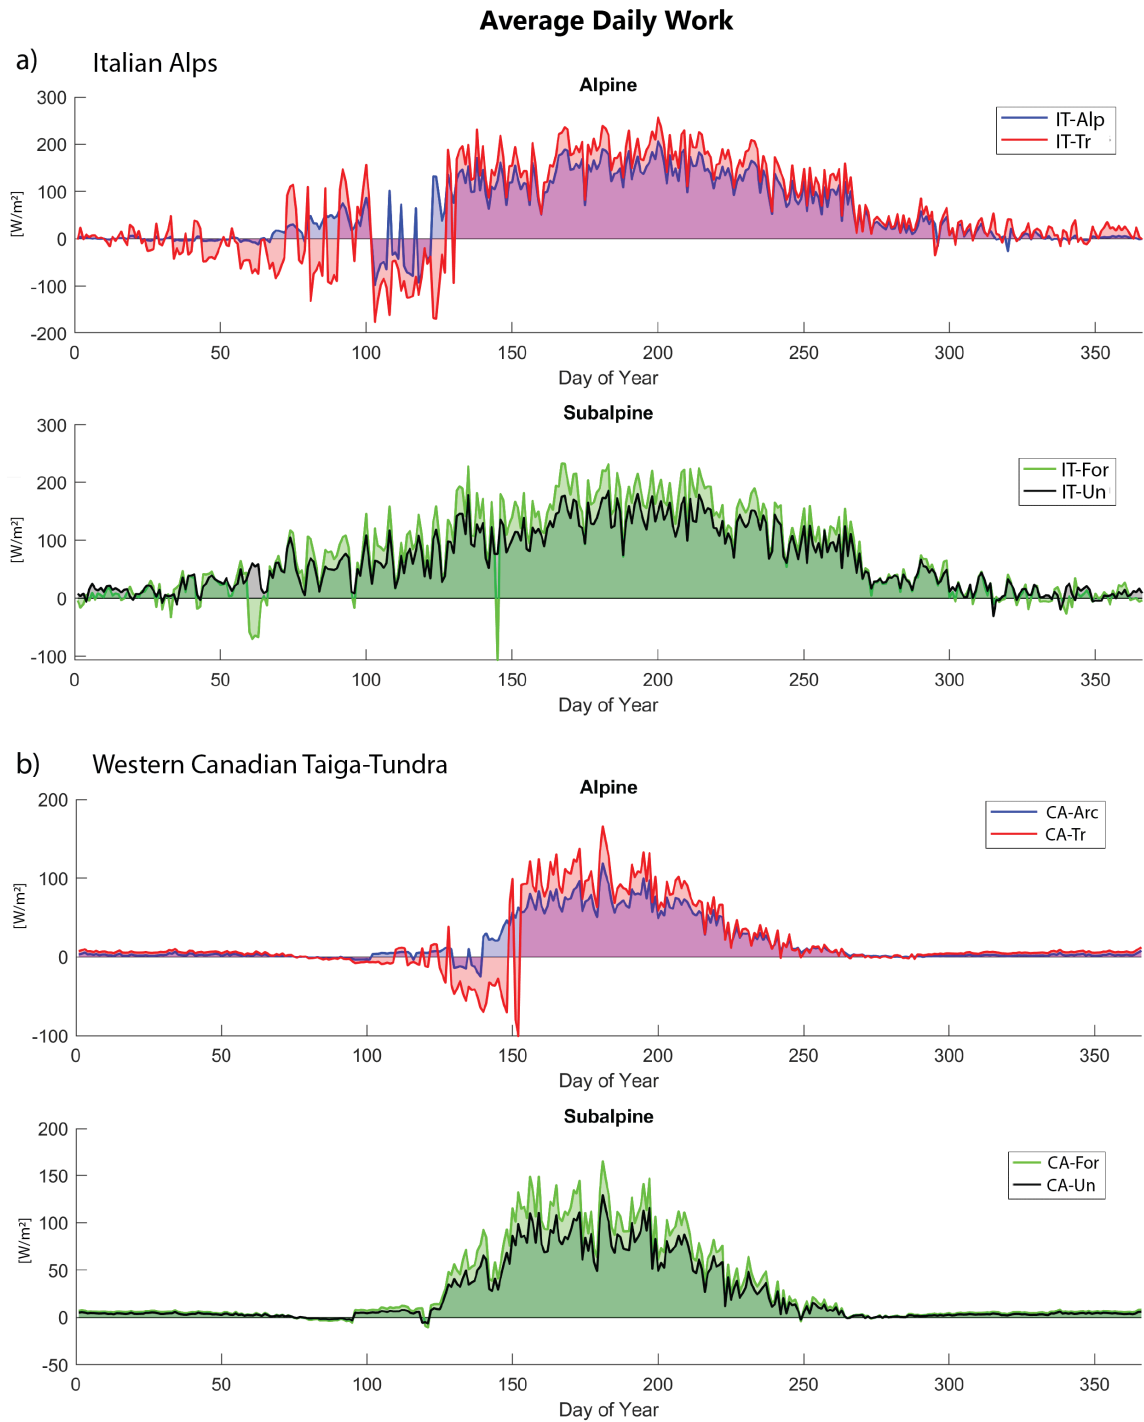 Average Daily Work
a) Italian Alps
Alpine
300
200
100
0
-100
-200
[W/m²]
IT-Alp
IT-Tr
0 50 100 150 200 250 300 350
Day of Year
Subalpine
300
200
100
0
-100
[W/m²]
IT-For
IT-Un
0 50 100 150 200 250 300 350
Day of Year
b) Western Canadian Taiga-Tundra
Alpine
200
100
0
-100
[W/m²]
CA-Arc
CA-Tr
0 50 100 150 200 250 300 350
Day of Year
Subalpine
200
150
100
50
0
-50
[W/m²]
CA-For
CA-Un
0 50 100 150 200 250 300 350
Day of Year